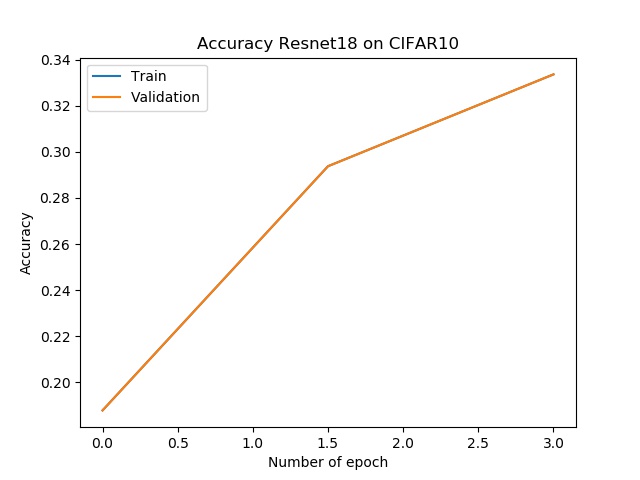 Accuracy Resnet18 on CIFAR10
Train
Validation
0.34
0.32
0.30
0.28
0.26
0.24
0.22
0.20
Accuracy
0.0 0.5 1.0 1.5 2.0 2.5 3.0
Number of epoch